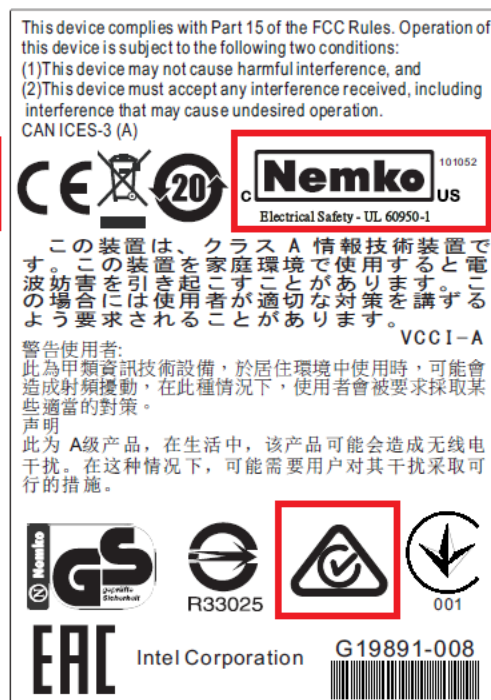 This device complies with Part 15 of the FCC Rules. Operation of
this device is subject to the following two conditions:
(1)This device may not cause harmful interference, and
(2)This device must accept any interference received, including
interference that may cause undesired operation.
CAN ICES-3 (A)
CE
20
c Nemko US
101052
Electrical Safety - UL 60950-1
この装置は、クラス A 情報技術装置で
す。この装置を家庭環境で使用すると電
波妨害を引き起こすことがあります。こ
の場合には使用者が適切な対策を講ずる
よう要求されることがあります。
VCCI-A
警告使用者:
此為甲類資訊技術設備，於居住環境中使用時，可能會
造成射頻擾動，在此種情況下，使用者會被要求採取某
些適當的對策。
声明
此为 A级产品，在生活中，该产品可能会造成无线电
干扰。在这种情况下，可能需要用户对其干扰采取可
行的措施。
N Nemko
GS
geprüfte
Sicherheit
R33025
001
EAC
Intel Corporation
G19891-008